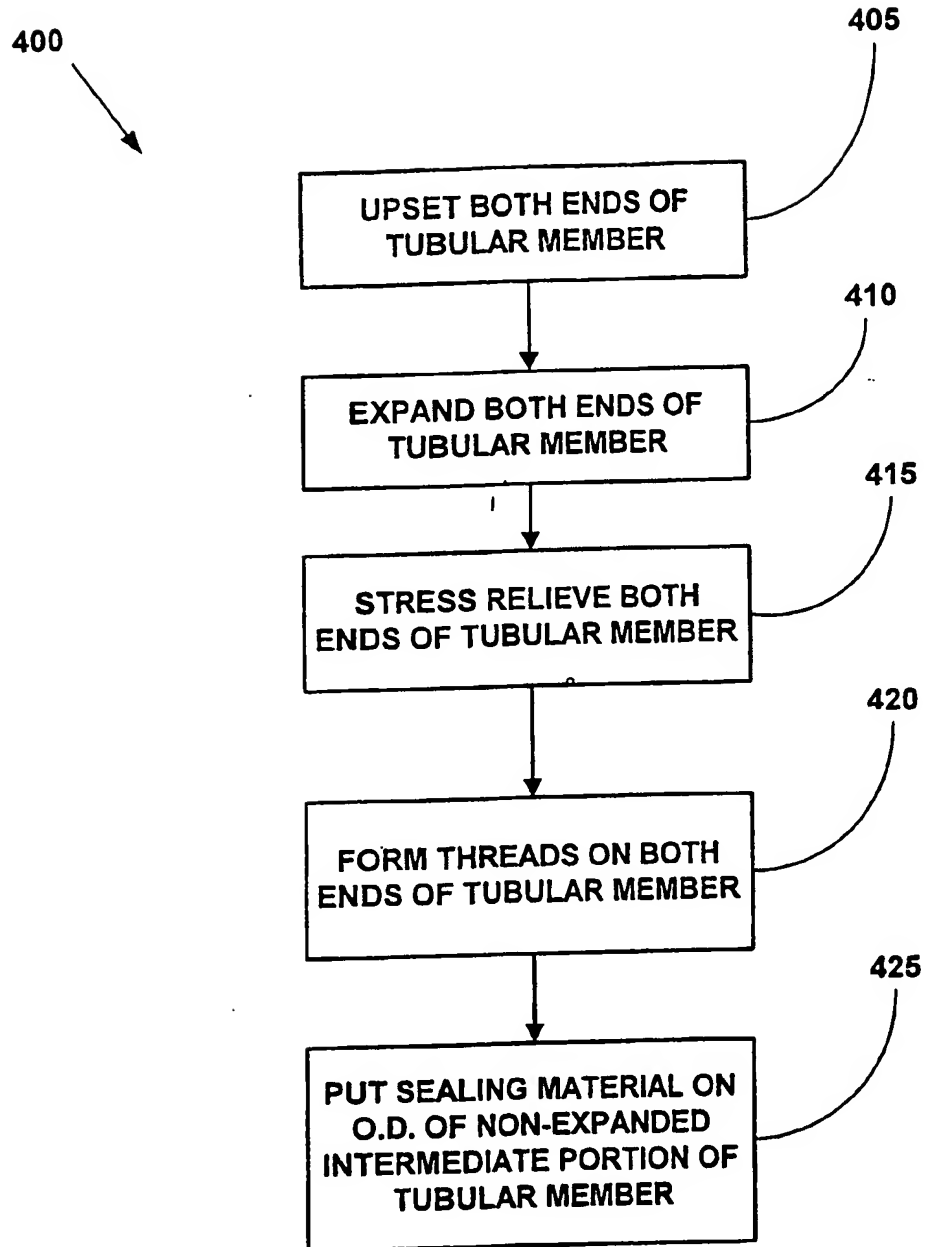 400
405
UPSET BOTH ENDS OF
TUBULAR MEMBER
410
EXPAND BOTH ENDS OF
TUBULAR MEMBER
415
STRESS RELIEVE BOTH
ENDS OF TUBULAR MEMBER
420
FORM THREADS ON BOTH
ENDS OF TUBULAR MEMBER
425
PUT SEALING MATERIAL ON
O.D. OF NON-EXPANDED
INTERMEDIATE PORTION OF
TUBULAR MEMBER